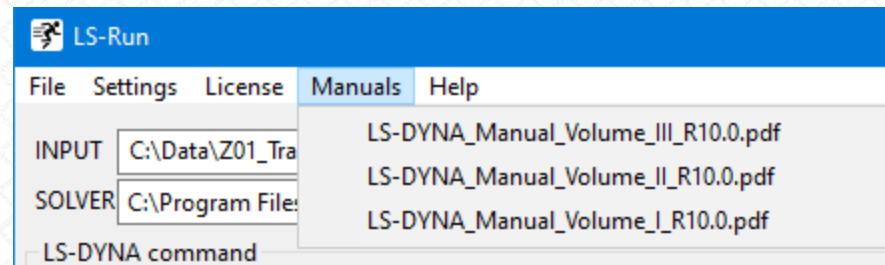 LS-Run
File Settings License Manuals Help
LS-DYNA_Manual_Volume_III_R10.0.pdf
INPUT C:\Data\Z01_Tra
LS-DYNA_Manual_Volume_II_R10.0.pdf
SOLVER C:\Program Files
LS-DYNA_Manual_Volume_I_R10.0.pdf
LS-DYNA command